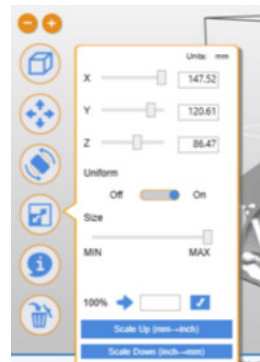 Units: mm
X 147.52
Y 120.61
Z 86.47
Uniform
Off On
Size
MIN MAX
100%
Scale Up (mm→inch)
Scale Down (inch→mm)